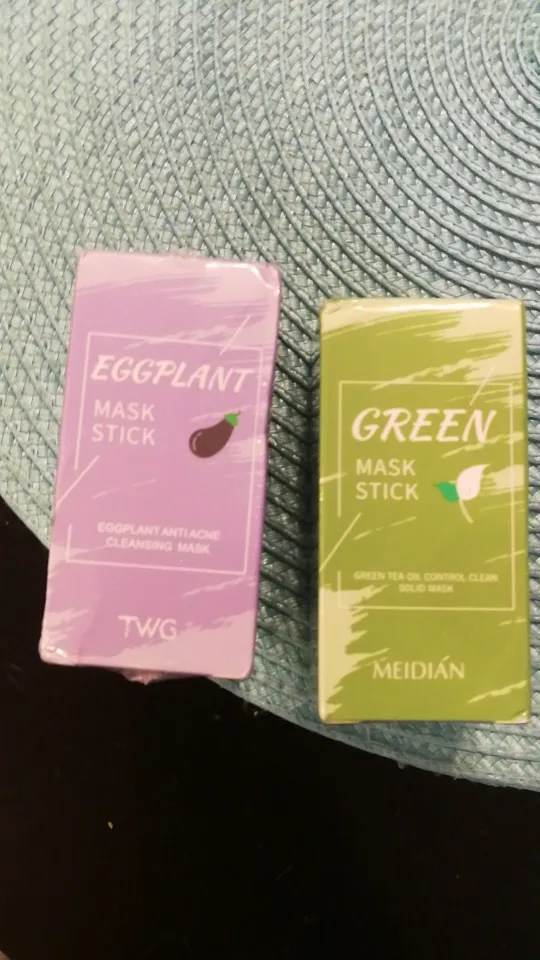 EGGPLANT
MASK
STICK
EGGPLANT ANTI ACNE
CLEANSING MASK
TWG
GREEN
MASK
STICK
GREEN TEA OIL CONTROL CLEAN
SOLID MASK
MEIDIÁN